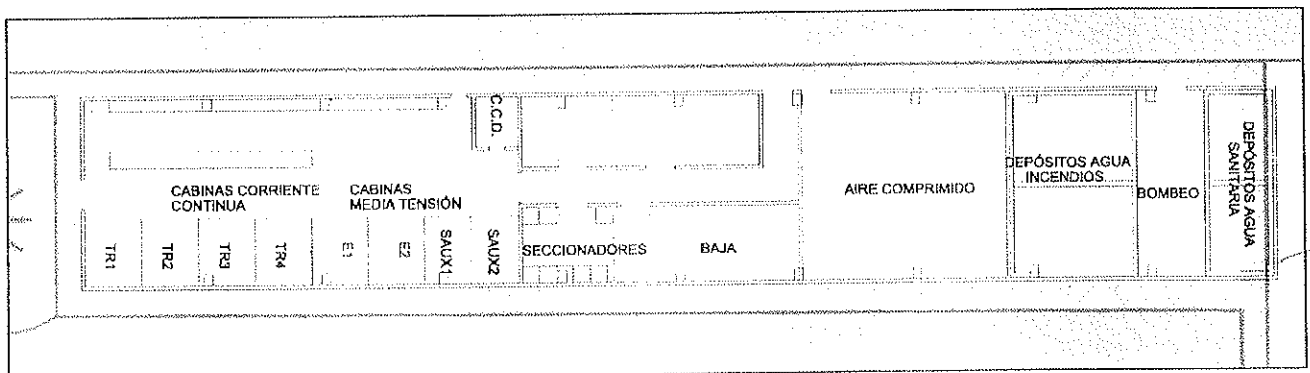 C.C.D.
CABINAS CORRIENTE
CONTINUA
CABINAS
MEDIA TENSIÓN
TR1
TR2
TR3
TR4
E1
E2
SAUX1
SAUX2
SECCIONADORES
BAJA
AIRE COMPRIMIDO
DEPÓSITOS AGUA
INCENDIOS
BOMBEO
DEPÓSITOS AGUA
SANITARIA